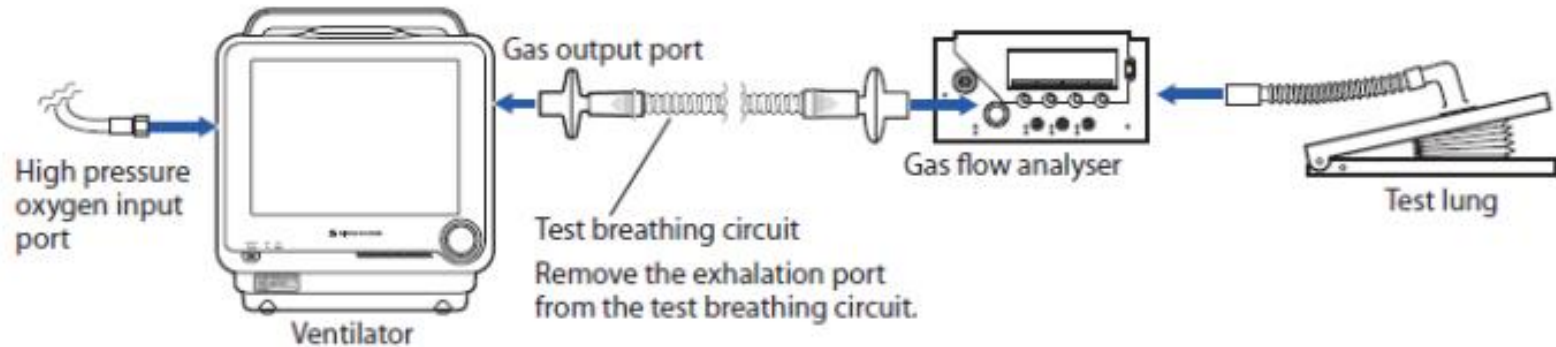 Gas output port
High pressure
oxygen input
port
Gas flow analyser
Test lung
Test breathing circuit
Remove the exhalation port
from the test breathing circuit.
Ventilator